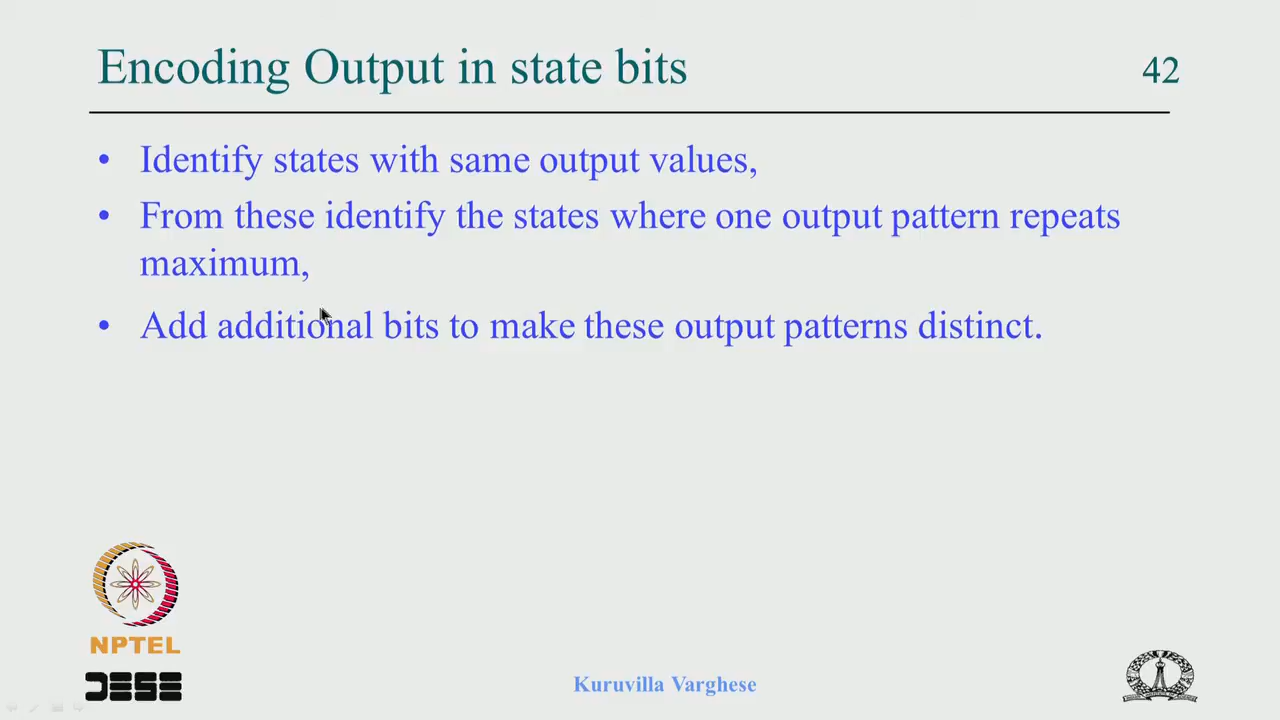 Encoding Output in state bits
42
• Identify states with same output values,
• From these identify the states where one output pattern repeats
maximum,
• Add additional bits to make these output patterns distinct.
NPTEL
DESE
Kuruvilla Varghese